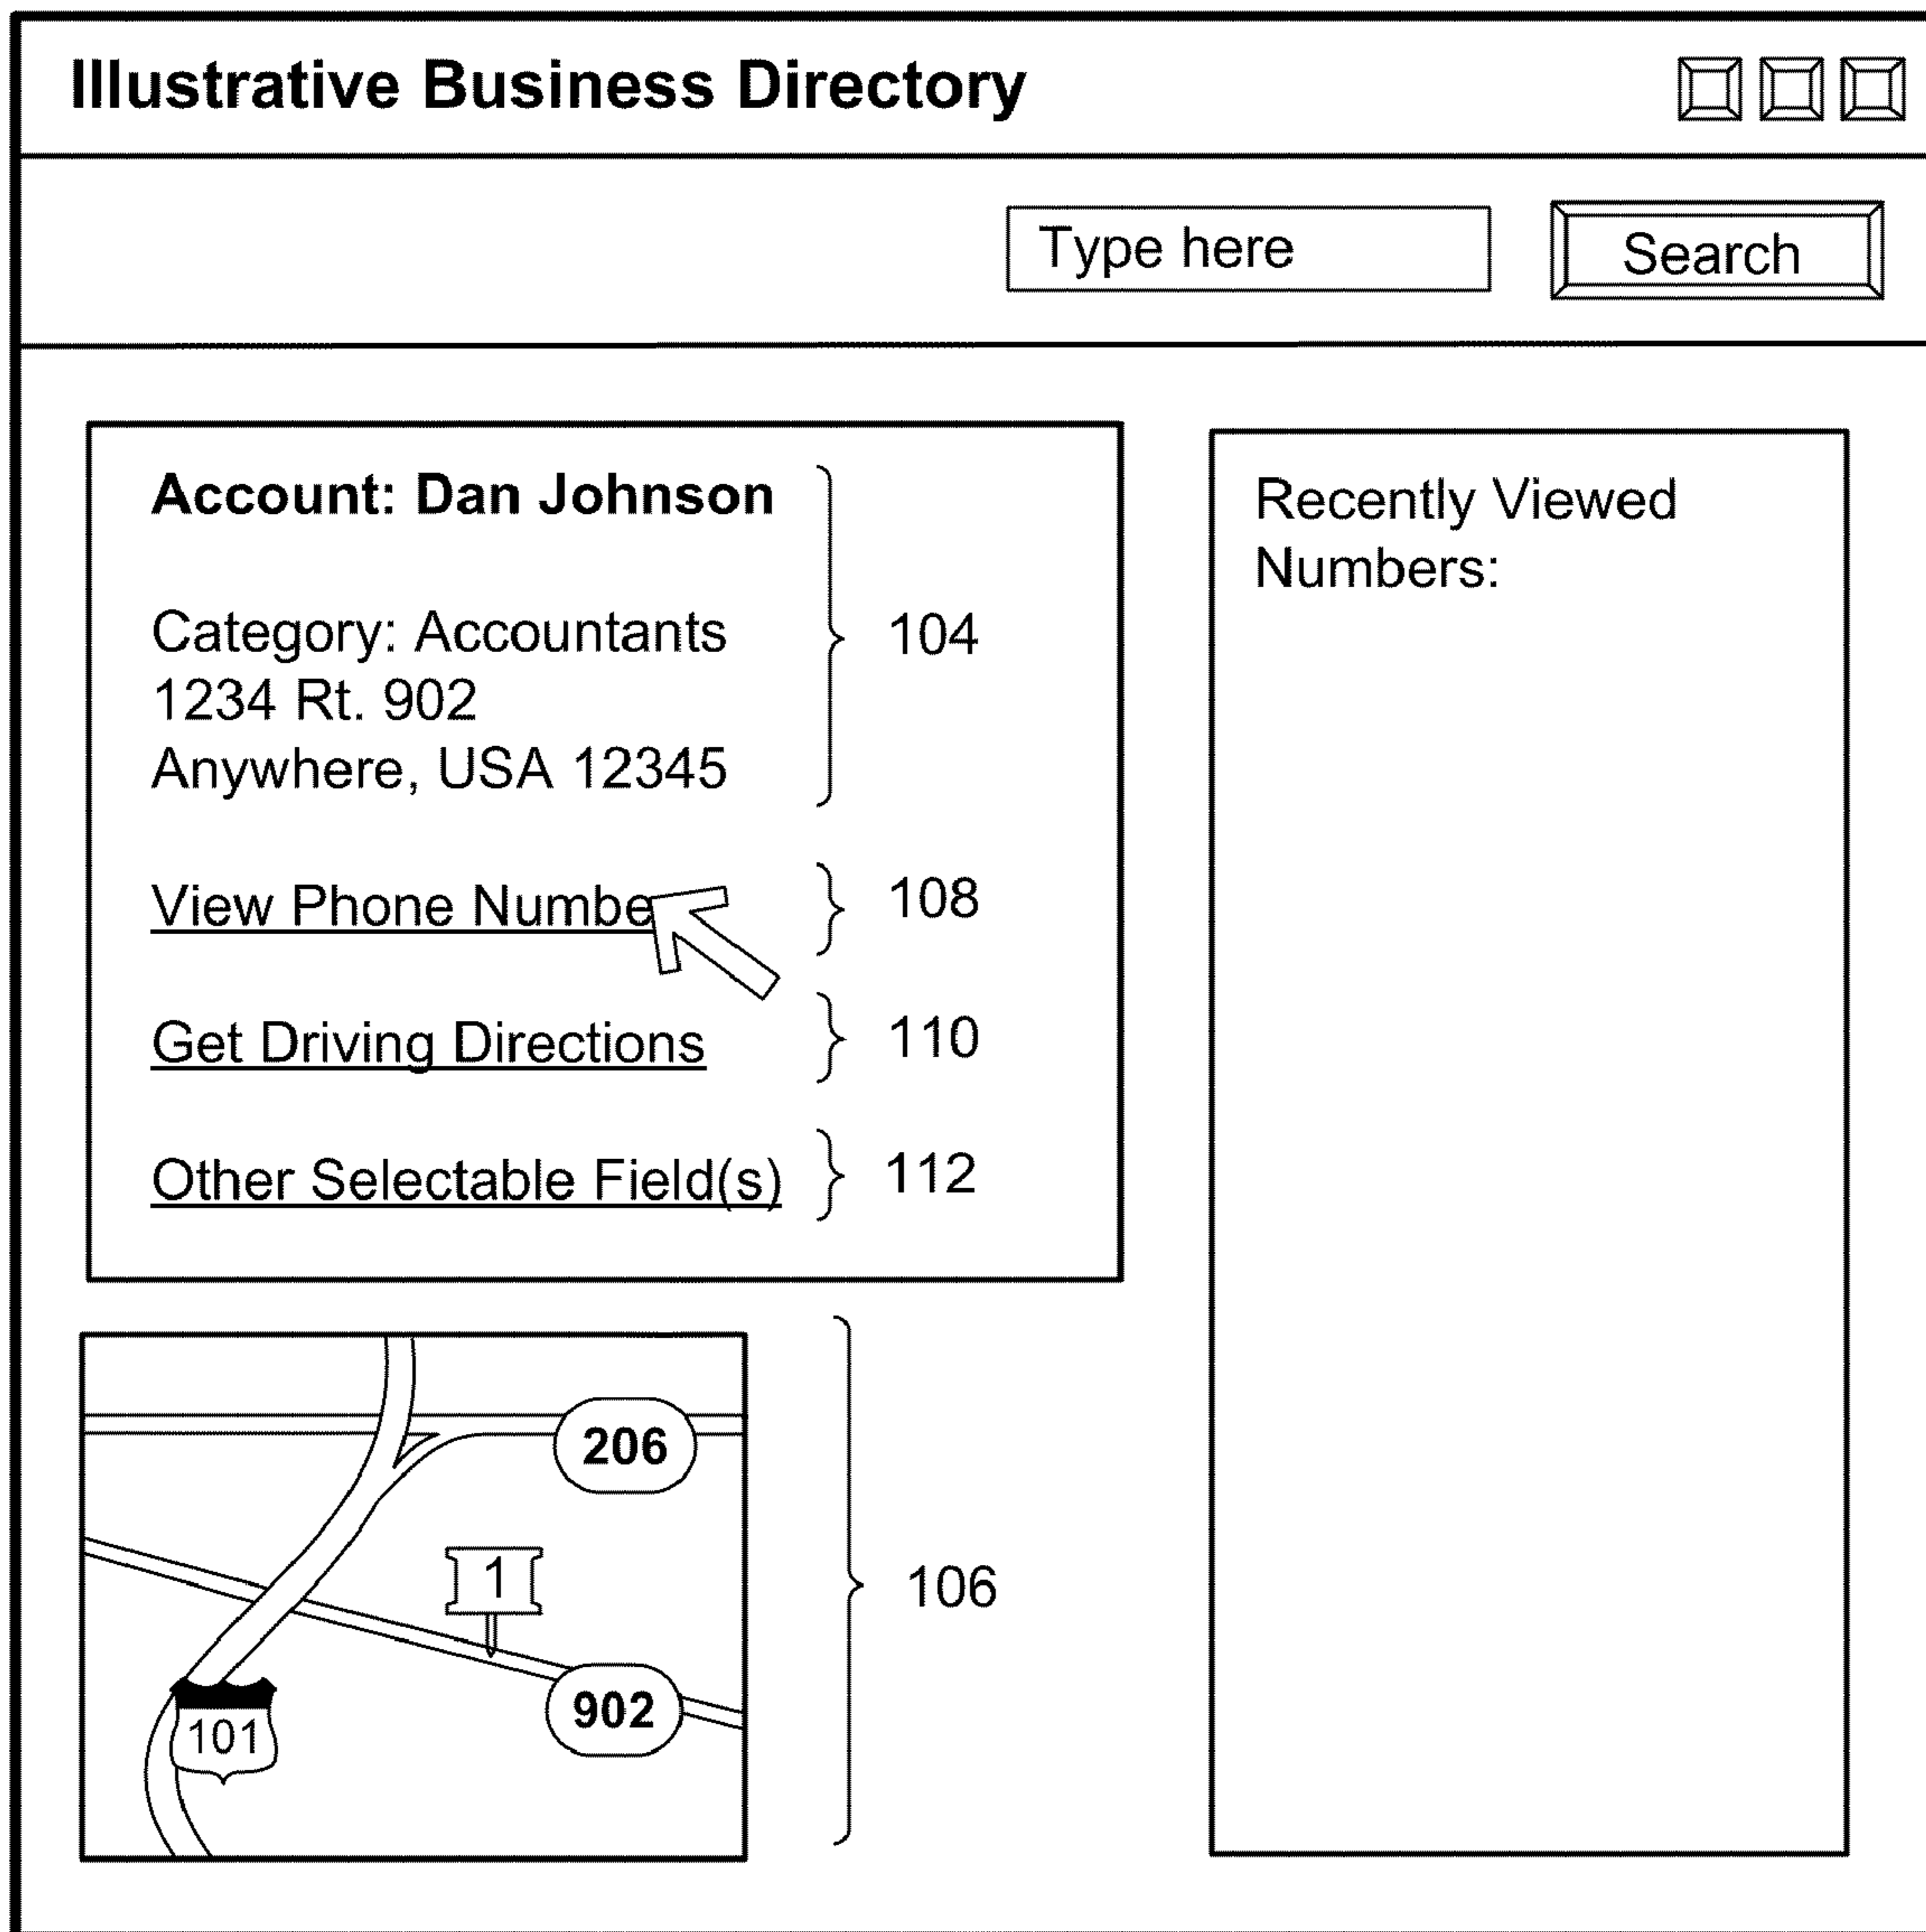 Illustrative Business Directory
Type here
Search
Account: Dan Johnson
Category: Accountants
1234 Rt. 902
Anywhere, USA 12345
104
View Phone Numbe
108
Get Driving Directions
110
Other Selectable Field(s)
112
Recently Viewed
Numbers:
206
1
902
101
106